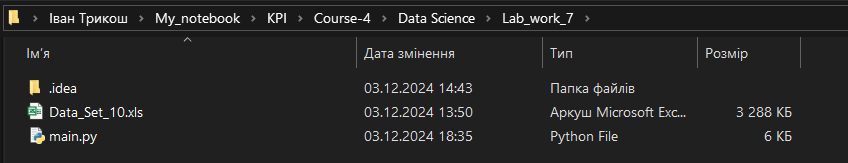 Іван Трикош > My_notebook > KPI > Course-4 > Data Science > Lab_work_7 >
Ім’я Дата змінення Тип Розмір
.idea 03.12.2024 14:43 Папка файлів
Data_Set_10.xls 03.12.2024 13:50 Аркуш Microsoft Exc... 3 288 КБ
main.py 03.12.2024 18:35 Python File 6 КБ